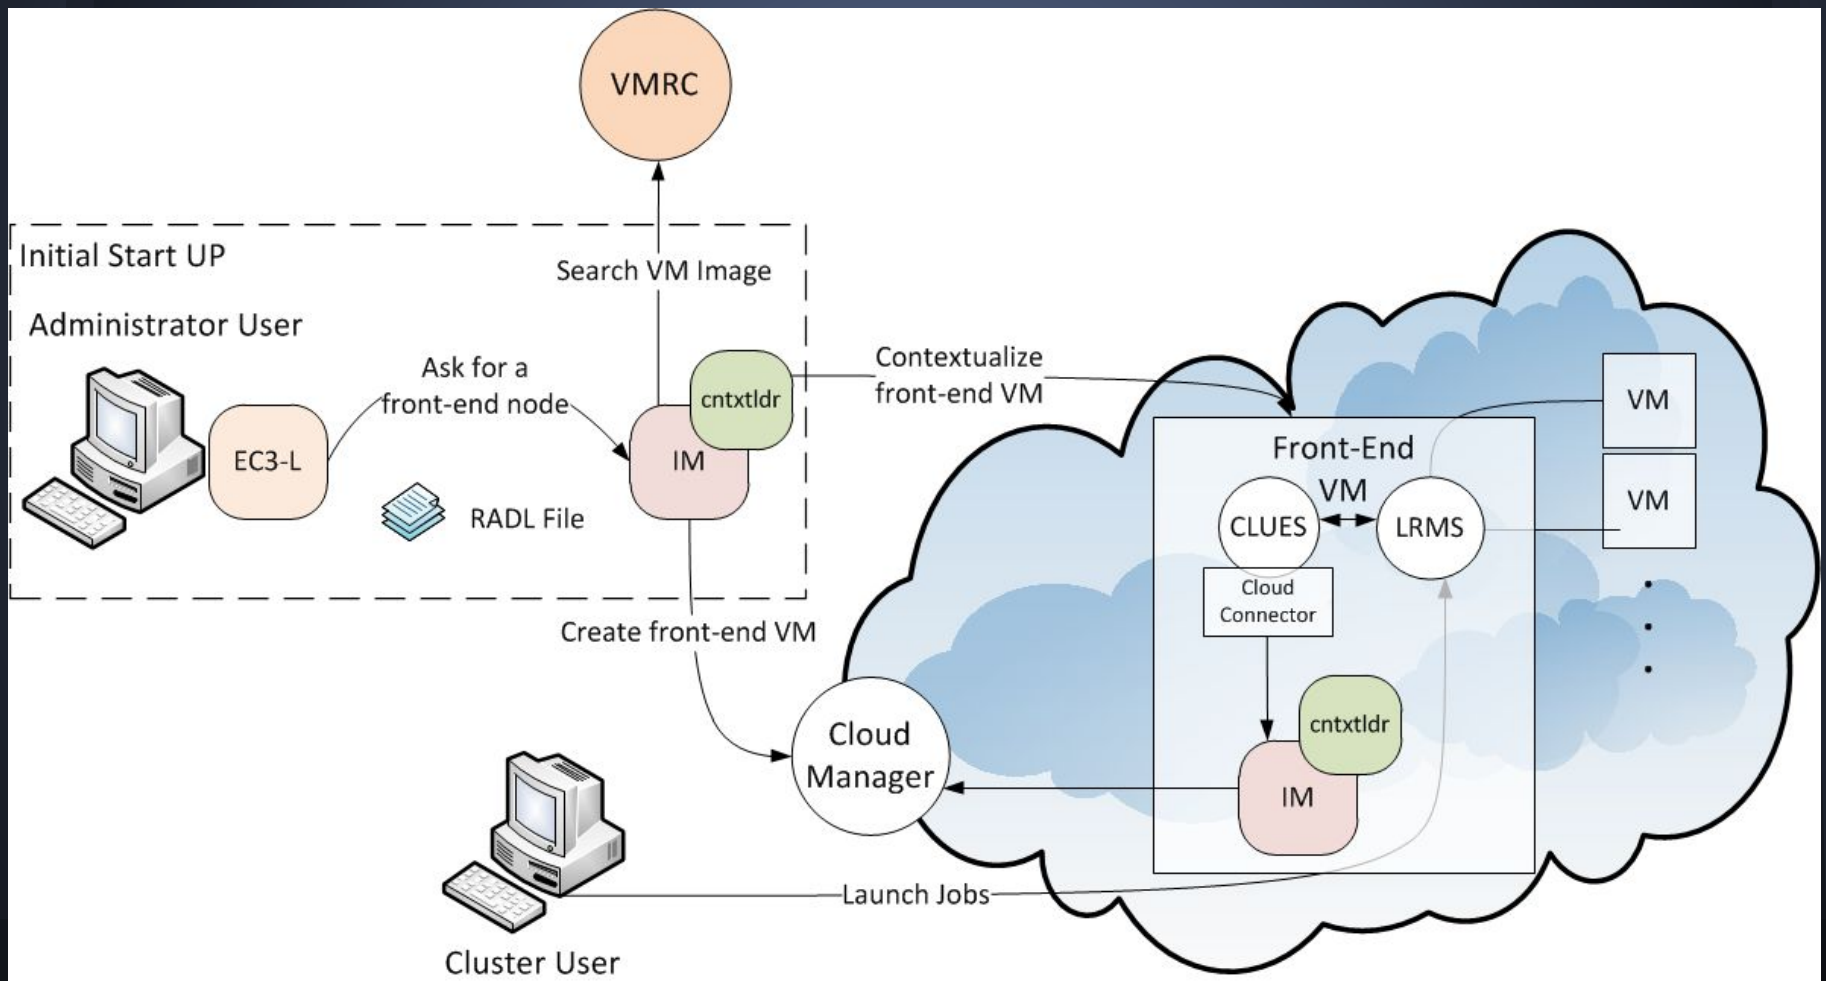 VMRC
Initial Start UP
Search VM Image
Administrator User
Ask for a
front-end node
cntxtldr
EC3-L
IM
RADL File
Contextualize
front-end VM
Create front-end VM
Front-End
VM
CLUES
LRMS
Cloud
Connector
cntxtldr
IM
VM
VM
Cloud
Manager
Launch Jobs
Cluster User